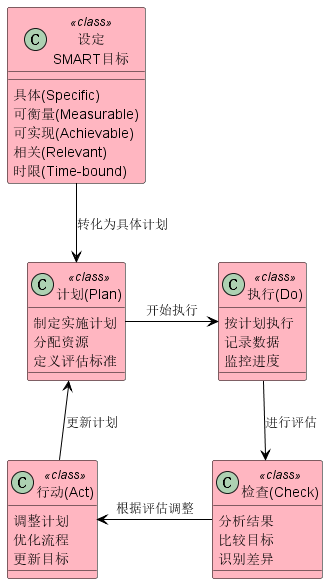 C
«class»
设定
SMART目标
具体(Specific)
可衡量(Measurable)
可实现(Achievable)
相关(Relevant)
时限(Time-bound)
转化为具体计划
C
«class»
计划(Plan)
制定实施计划
分配资源
定义评估标准
开始执行
C
«class»
执行(Do)
按计划执行
记录数据
监控进度
更新计划
进行评估
C
«class»
行动(Act)
调整计划
优化流程
更新目标
根据评估调整
C
«class»
检查(Check)
分析结果
比较目标
识别差异